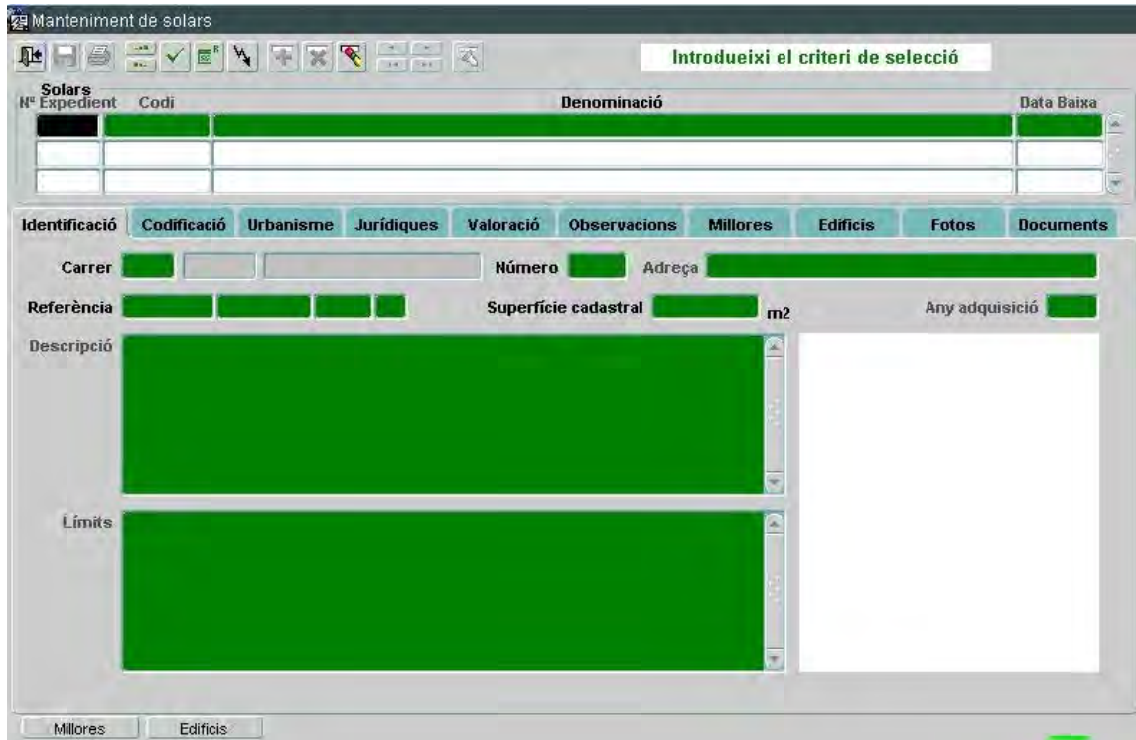 Manteniment de solars
Introdueixi el criteri de selecció
Solars
Nº Expedient Codi Denominació Data Baixa
Identificació Codificació Urbanisme Jurídiques Valoració Observacions Millores Edificis Fotos Documents
Carrer Número Adreça
Referència Superfície cadastral m2 Any adquisició
Descripció
Límits
Millores Edificis